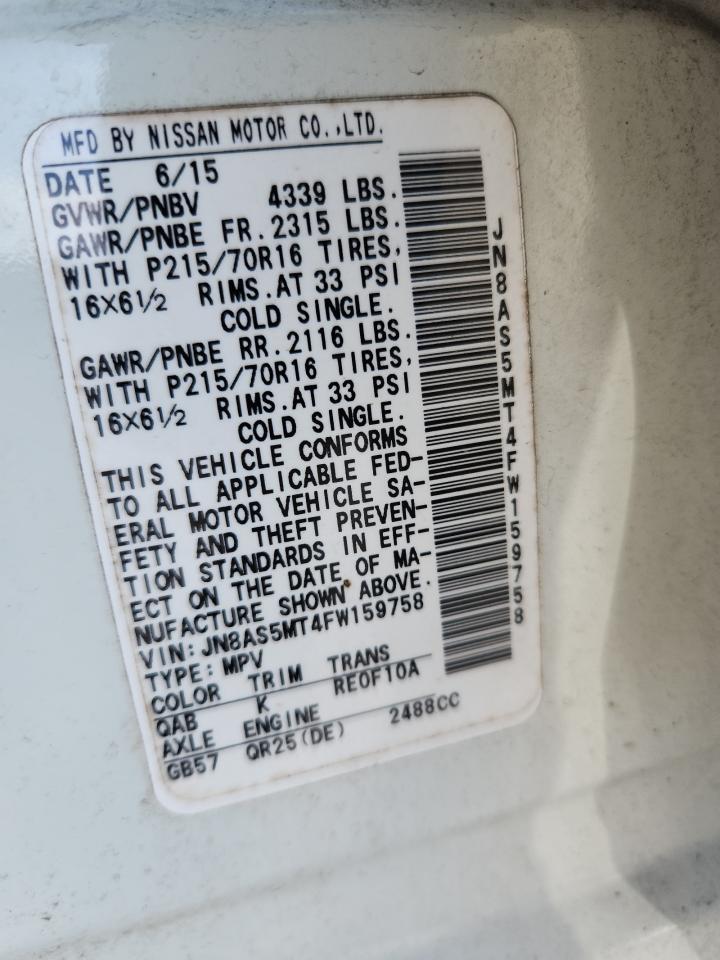 MFD BY NISSAN MOTOR CO.,LTD.
DATE 6/15
GVWR/PNBV 4339 LBS.
GAWR/PNBE FR.2315 LBS.
WITH P215/70R16 TIRES,
16X6½ RIMS.AT 33 PSI
COLD SINGLE.
GAWR/PNBE RR.2116 LBS.
WITH P215/70R16 TIRES,
16X6½ RIMS.AT 33 PSI
COLD SINGLE.
THIS VEHICLE CONFORMS
TO ALL APPLICABLE FED-
ERAL MOTOR VEHICLE SA-
FETY AND THEFT PREVEN-
TION STANDARDS IN EFF-
ECT ON THE DATE OF MA-
NUFACTURE SHOWN ABOVE.
VIN:JN8AS5MT4FW159758
TYPE:MPV
COLOR TRIM TRANS
QAB K RE0F10A
AXLE ENGINE
GB57 QR25(DE) 2488CC
JN8AS5MT4FW159758